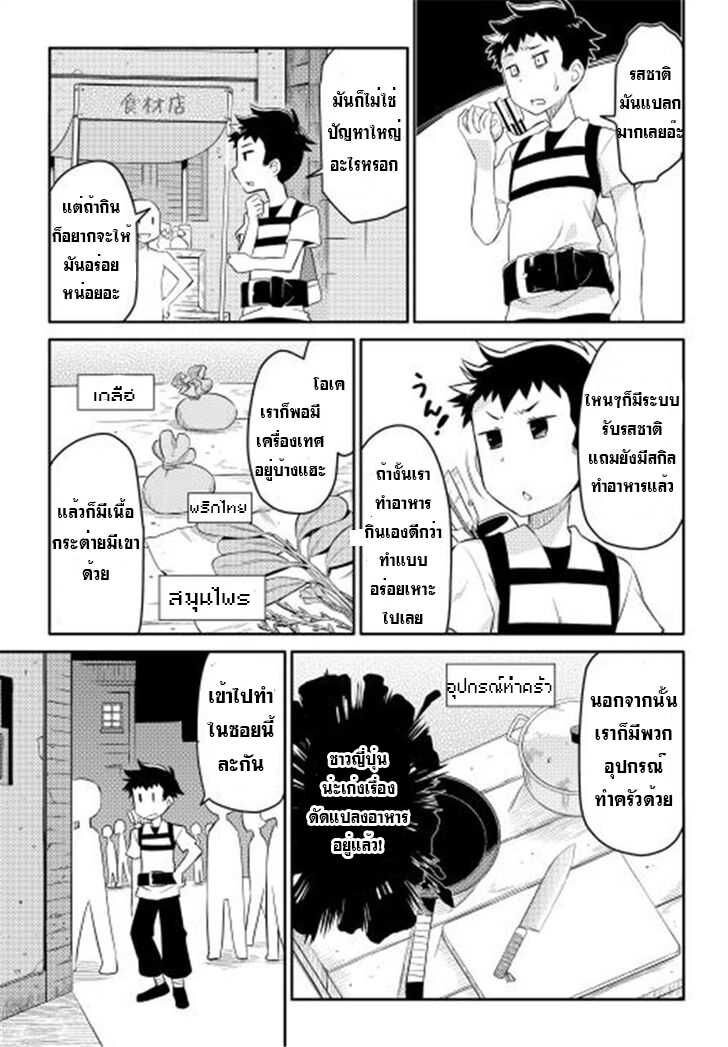 รสชาติ
มันแปลก
มากเลยอ๊ะ
มันก็ไม่ใช่
ปัญหาใหญ่
อะไรหรอก
食材店
แต่ถ้ากิน
ก็อยากจะให้
มันอร่อย
หน่อยอะ
ไหนๆก็มีระบบ
รับรสชาติ
แถมยังมีสกิล
ทำอาหารแล้ว
うん!
ถ้างั้นเรา
ทำอาหาร
กินเองดีกว่า
ทำแบบ
อร่อยเหาะ
ไปเลย
โอเค
เราก็พอมี
เครื่องเทศ
อยู่บ้างแฮะ
เกลือ
พริกไทย
สมุนไพร
แล้วก็มีเนื้อ
กระต่ายมีเขา
ด้วย
นอกจากนั้น
เราก็มีพวก
อุปกรณ์
ทำครัวด้วย
อุปกรณ์ทำครัว
ชาวญี่ปุ่น
น่ะเก่งเรื่อง
ดัดแปลงอาหาร
อยู่แล้ว!
เข้าไปทำ
ในซอยนี้
ละกัน